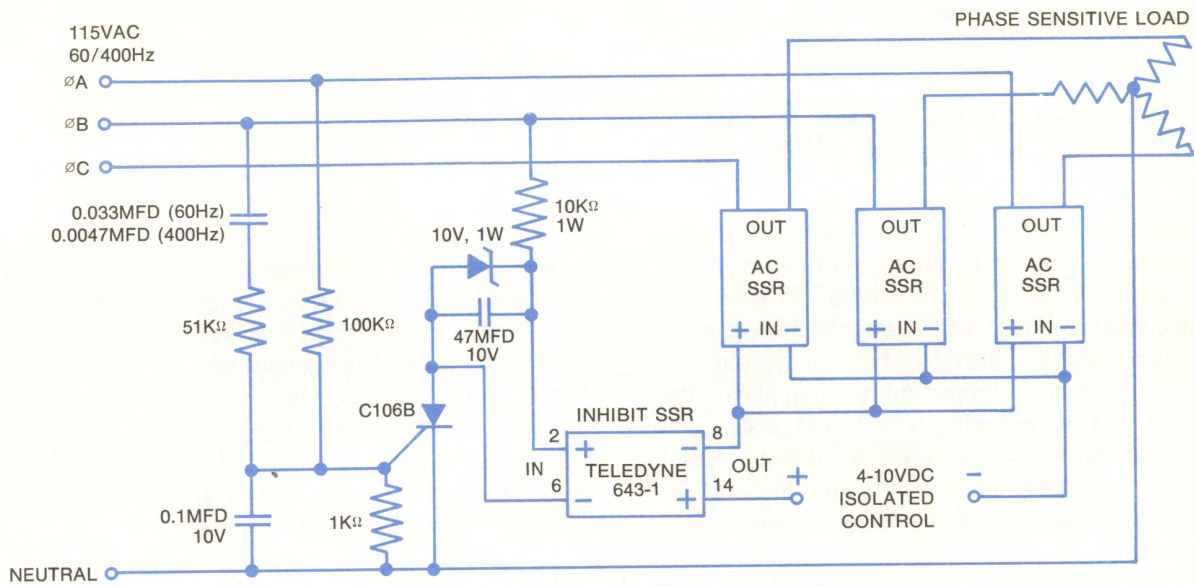 PHASE SENSITIVE LOAD
115VAC
60/400Hz
øA
øB
øC
0.033MFD (60Hz)
0.0047MFD (400Hz)
10KΩ
1W
10V, 1W
OUT
AC
SSR
+ IN −
OUT
AC
SSR
+ IN −
OUT
AC
SSR
+ IN −
51KΩ
100KΩ
47MFD
10V
C106B
INHIBIT SSR
2
+
−
8
IN
TELEDYNE
643-1
OUT
6
−
+
14
+
4-10VDC
ISOLATED
CONTROL
−
0.1MFD
10V
1KΩ
NEUTRAL